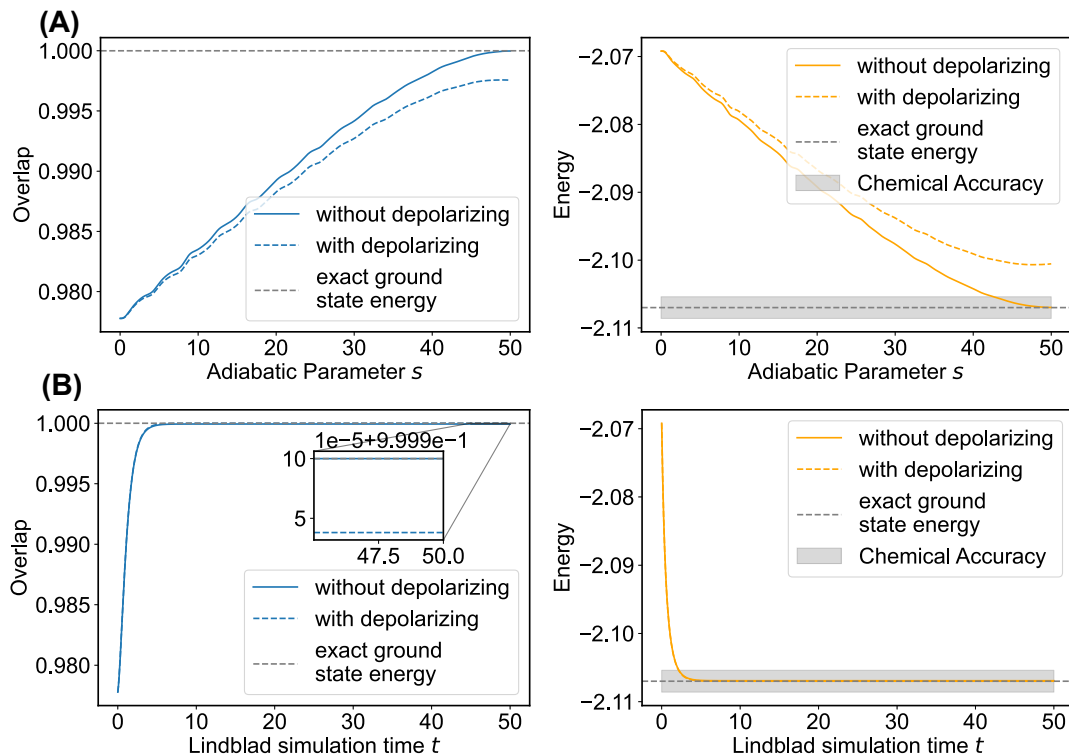 (A)
Overlap
1.000
0.995
0.990
0.985
0.980
without depolarizing
with depolarizing
exact ground
state energy
0 10 20 30 40 50
Adiabatic Parameter s
Energy
−2.07
−2.08
−2.09
−2.10
−2.11
without depolarizing
with depolarizing
exact ground
state energy
Chemical Accuracy
0 10 20 30 40 50
Adiabatic Parameter s
(B)
Overlap
1.000
0.995
0.990
0.985
0.980
1e-5+9.999e-1
10
5
47.5 50.0
without depolarizing
with depolarizing
exact ground
state energy
0 10 20 30 40 50
Lindblad simulation time t
Energy
−2.07
−2.08
−2.09
−2.10
−2.11
without depolarizing
with depolarizing
exact ground
state energy
Chemical Accuracy
0 10 20 30 40 50
Lindblad simulation time t